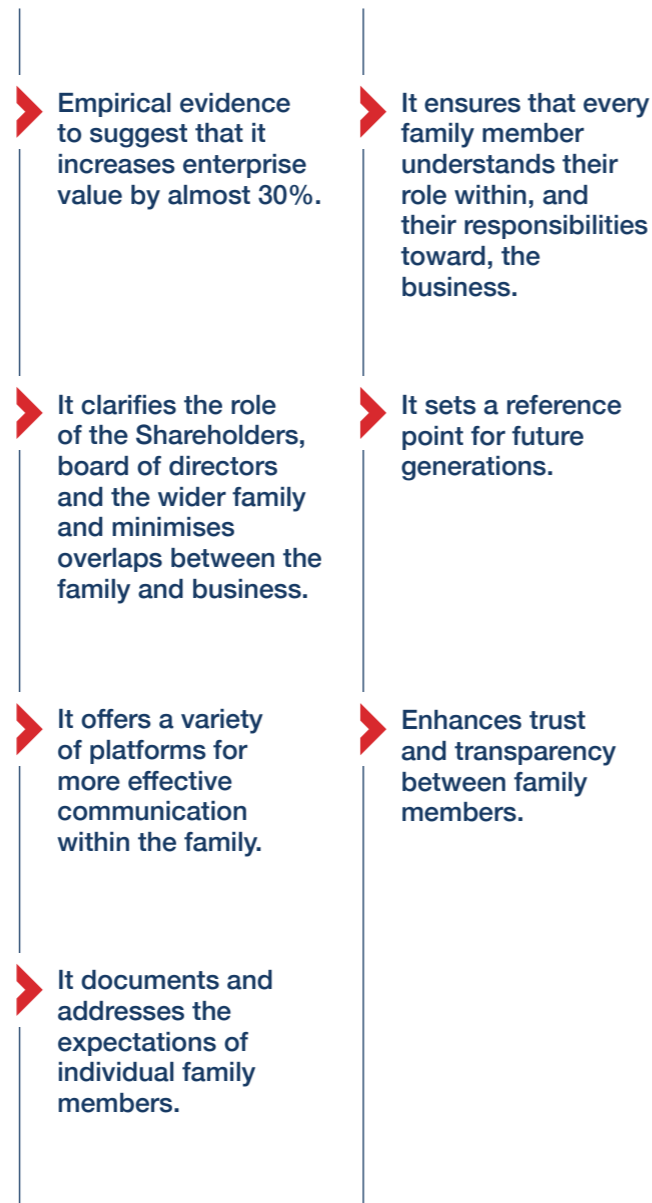 Empirical evidence
to suggest that it
increases enterprise
value by almost 30%.
It ensures that every
family member
understands their
role within, and
their responsibilities
toward, the
business.
It clarifies the role
of the Shareholders,
board of directors
and the wider family
and minimises
overlaps between the
family and business.
It sets a reference
point for future
generations.
It offers a variety
of platforms for
more effective
communication
within the family.
Enhances trust
and transparency
between family
members.
It documents and
addresses the
expectations of
individual family
members.